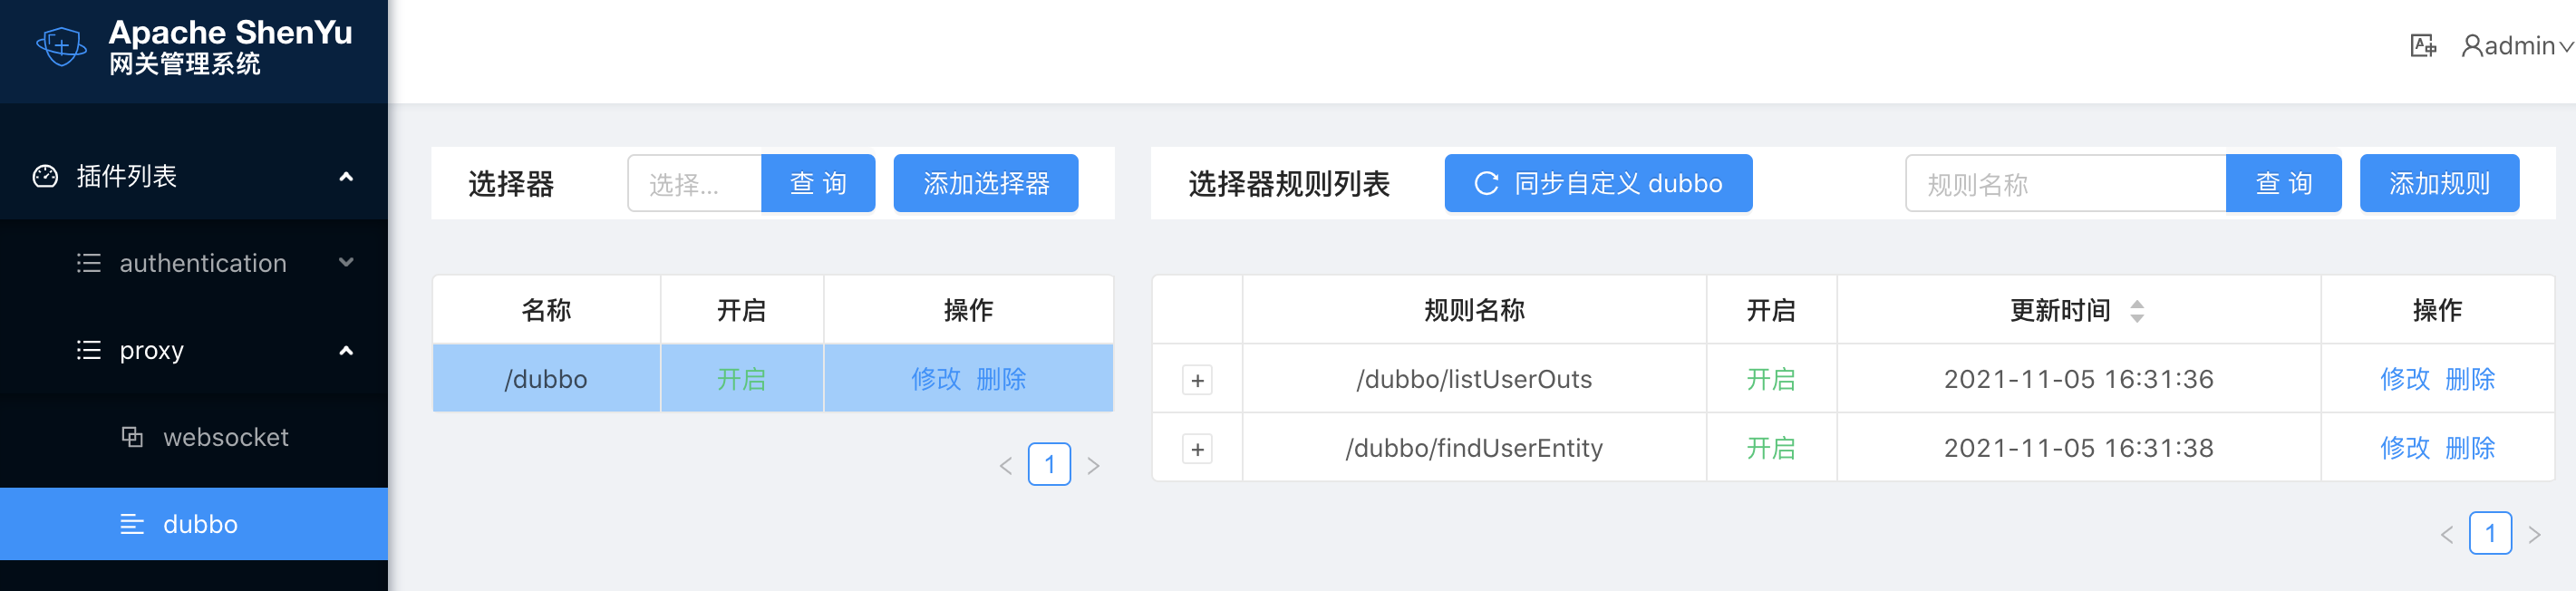 Apache ShenYu
网关管理系统
admin
插件列表
authentication
proxy
websocket
dubbo
选择器
选择...
查 询
添加选择器
名称
开启
操作
/dubbo
开启
修改 删除
1
选择器规则列表
同步自定义 dubbo
规则名称
查 询
添加规则
规则名称
开启
更新时间
操作
/dubbo/listUserOuts
开启
2021-11-05 16:31:36
修改 删除
/dubbo/findUserEntity
开启
2021-11-05 16:31:38
修改 删除
1